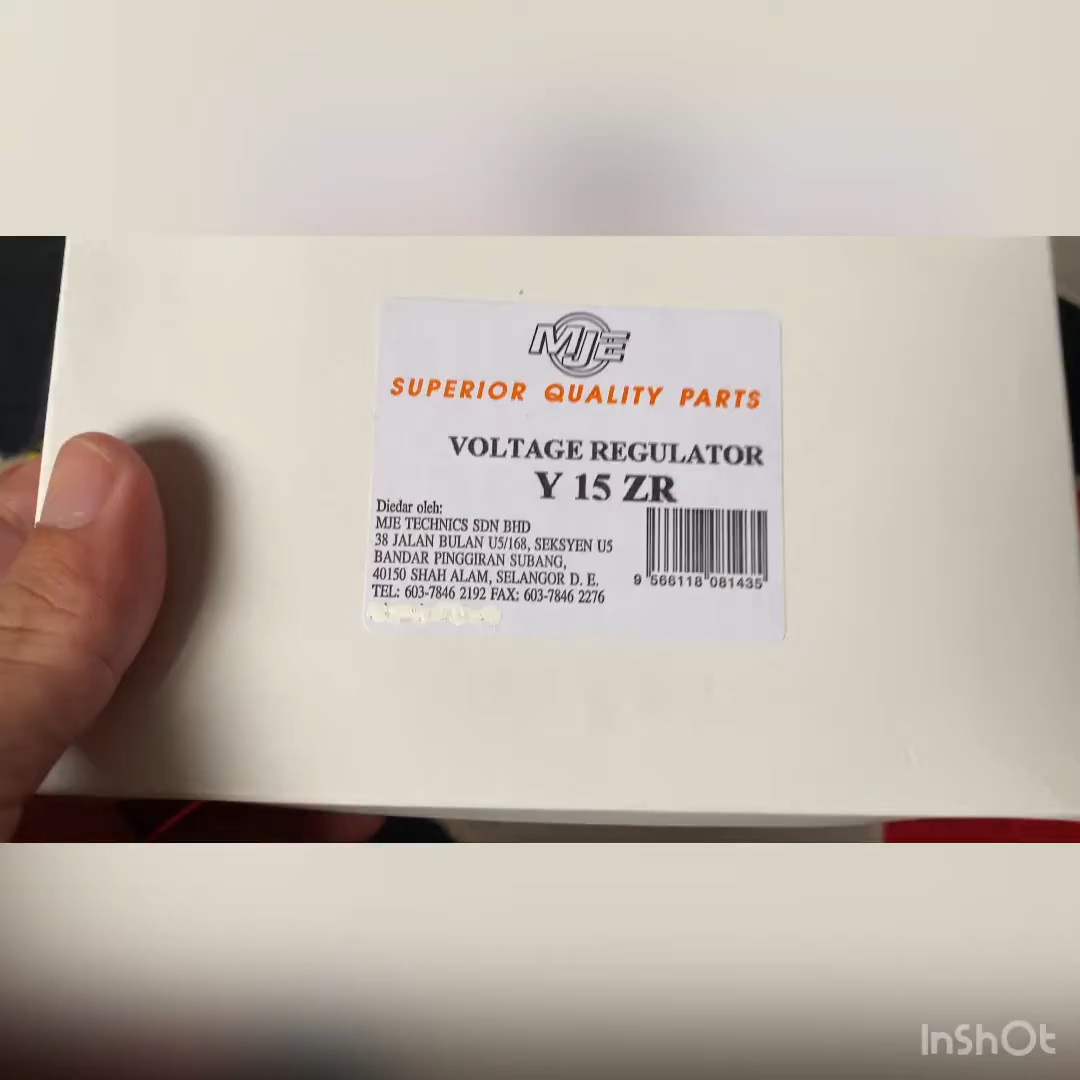 MJE
SUPERIOR QUALITY PARTS
VOLTAGE REGULATOR
Y 15 ZR
Diedar oleh:
MJE TECHNICS SDN BHD
38 JALAN BULAN U5/168, SEKSYEN U5
BANDAR PINGGIRAN SUBANG,
40150 SHAH ALAM, SELANGOR D. E.
TEL: 603-7846 2192 FAX: 603-7846 2276
9 566118 081435
InShOt